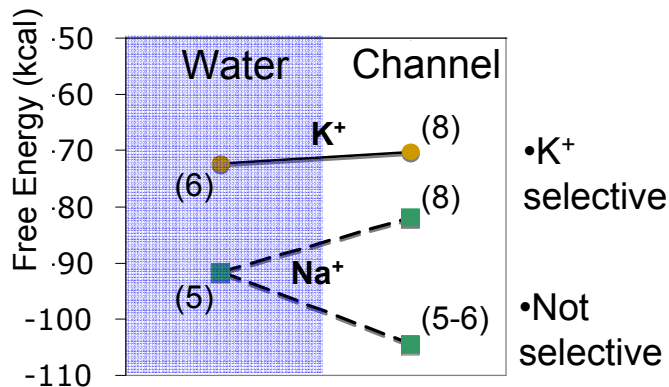 Free Energy (kcal)
-50
-60
-70
-80
-90
-100
-110
Water Channel
K⁺
(8)
(6)
(8)
Na⁺
(5)
(5-6)
•K⁺
selective
•Not
selective